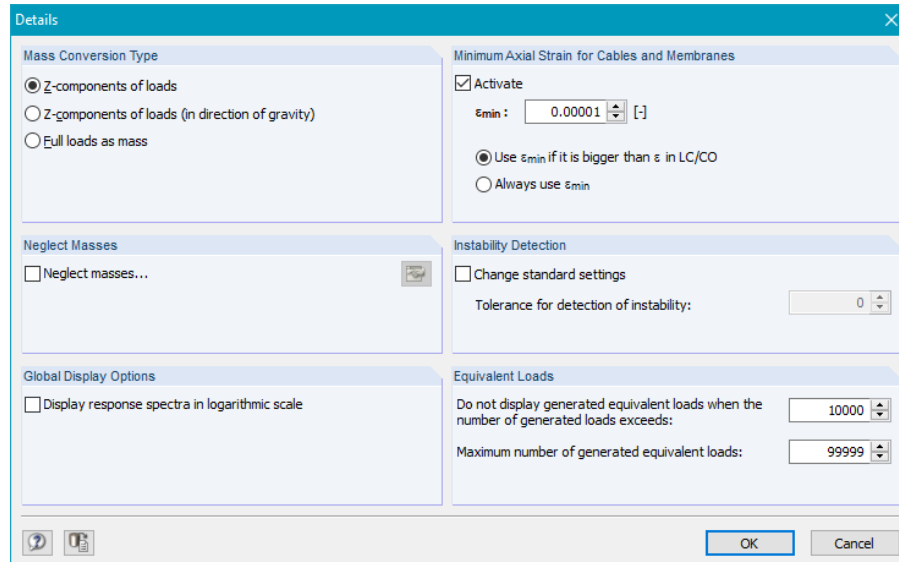 Details
Mass Conversion Type
Z-components of loads
Z-components of loads (in direction of gravity)
Full loads as mass
Minimum Axial Strain for Cables and Membranes
Activate
εmin : 0.00001 [-]
Use εmin if it is bigger than ε in LC/CO
Always use εmin
Neglect Masses
Neglect masses...
Instability Detection
Change standard settings
Tolerance for detection of instability: 0
Global Display Options
Display response spectra in logarithmic scale
Equivalent Loads
Do not display generated equivalent loads when the
number of generated loads exceeds: 10000
Maximum number of generated equivalent loads: 99999
OK
Cancel